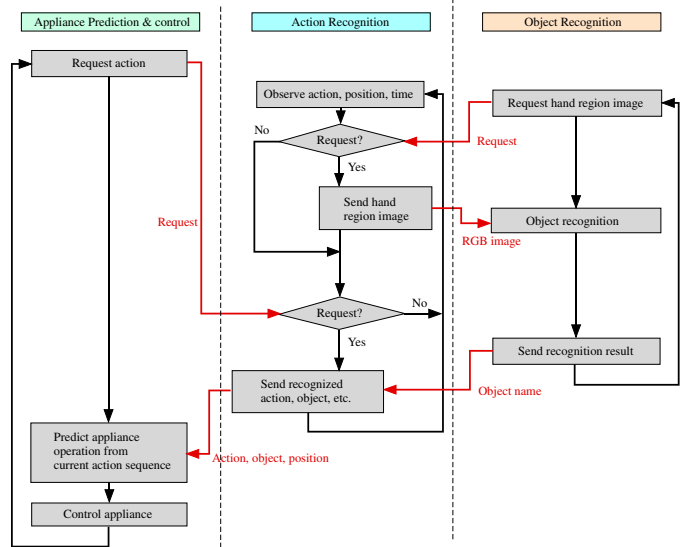 Appliance Prediction & control
Action Recognition
Object Recognition
Request action
Observe action, position, time
Request hand region image
No
Request?
Request
Yes
Send hand
region image
Request
Object recognition
RGB image
No
Request?
Yes
Send recognition result
Send recognized
action, object, etc.
Object name
Predict appliance
operation from
current action sequence
Action, object, position
Control appliance